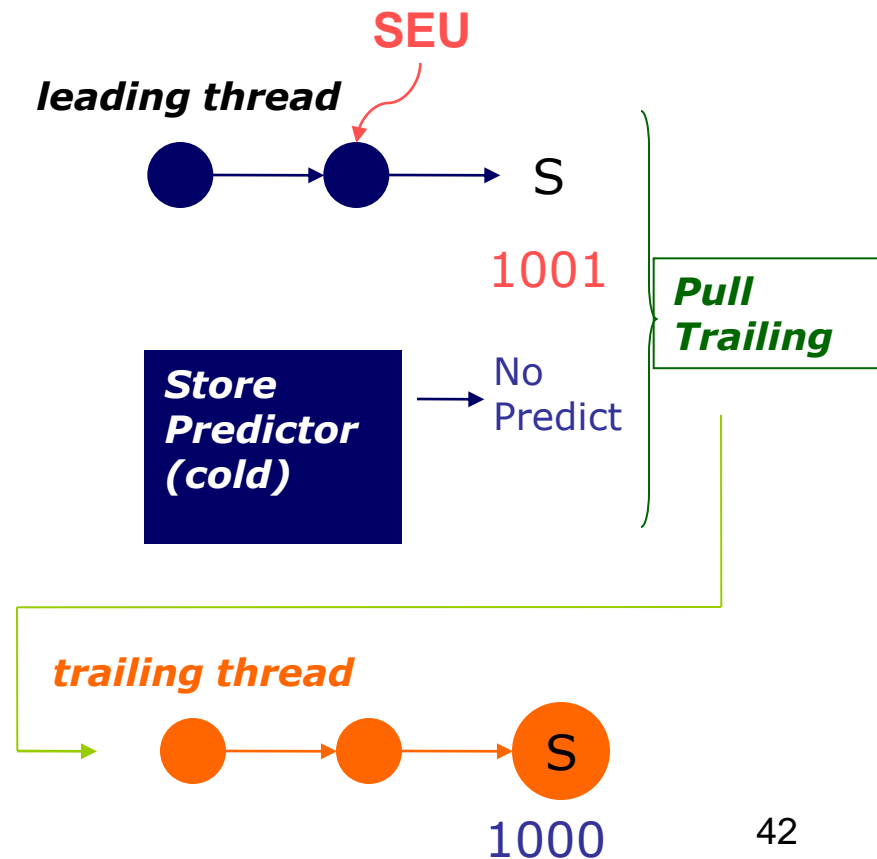 SEU
leading thread
S
1001
Pull
Trailing
Store
Predictor
(cold)
No
Predict
trailing thread
S
1000
42